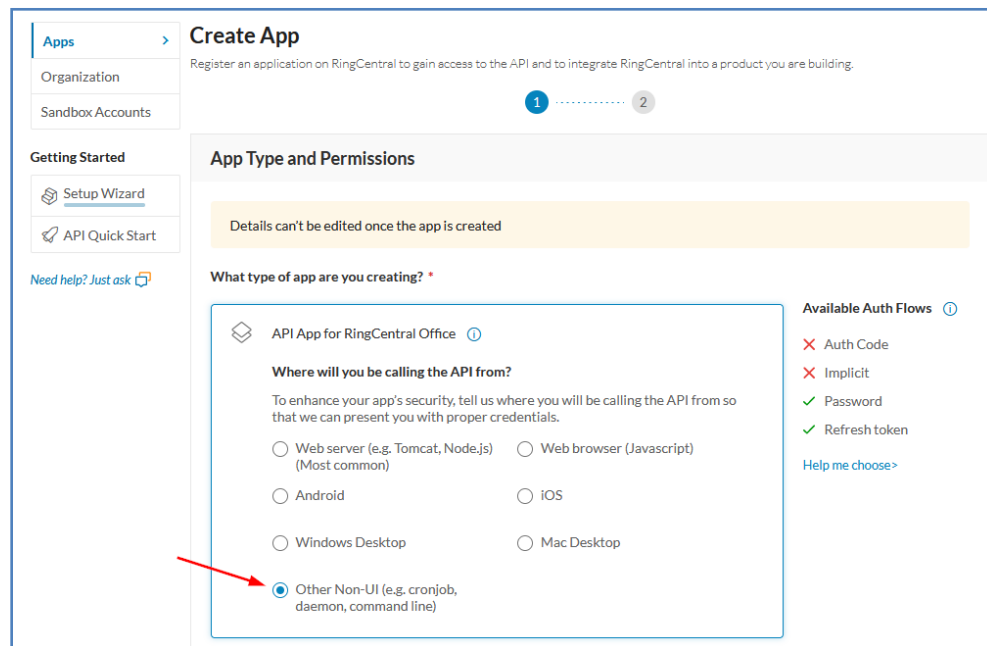 Apps
Organization
Sandbox Accounts
Getting Started
Setup Wizard
API Quick Start
Need help? Just ask
Create App
Register an application on RingCentral to gain access to the API and to integrate RingCentral into a product you are building.
1
2
App Type and Permissions
Details can't be edited once the app is created
What type of app are you creating? *
API App for RingCentral Office
Where will you be calling the API from?
To enhance your app's security, tell us where you will be calling the API from so
that we can present you with proper credentials.
Web server (e.g. Tomcat, Node.js)
(Most common)
Web browser (Javascript)
Android
iOS
Windows Desktop
Mac Desktop
Other Non-UI (e.g. cronjob,
daemon, command line)
Available Auth Flows
Auth Code
Implicit
Password
Refresh token
Help me choose>